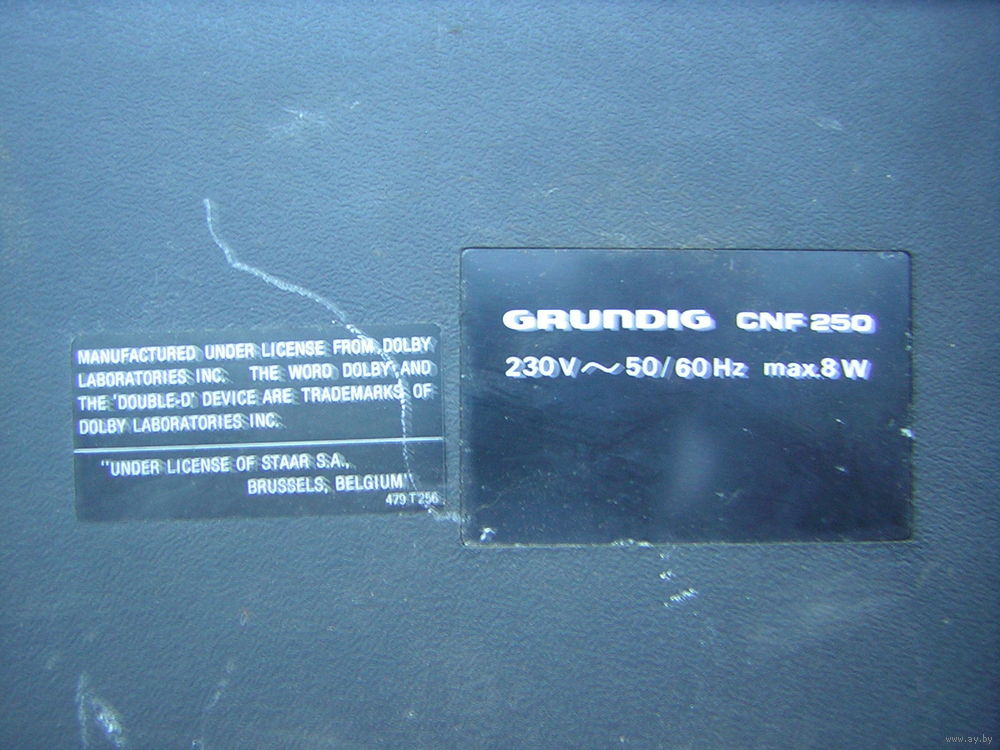 MANUFACTURED UNDER LICENSE FROM DOLBY
LABORATORIES INC. THE WORD DOLBY AND
THE 'DOUBLE-D' DEVICE ARE TRADEMARKS OF
DOLBY LABORATORIES INC.
"UNDER LICENSE OF STAAR S.A.,
BRUSSELS, BELGIUM"
479 T 256
GRUNDIG CNF 250
230V~50/60Hz max.8W
www.ay.by